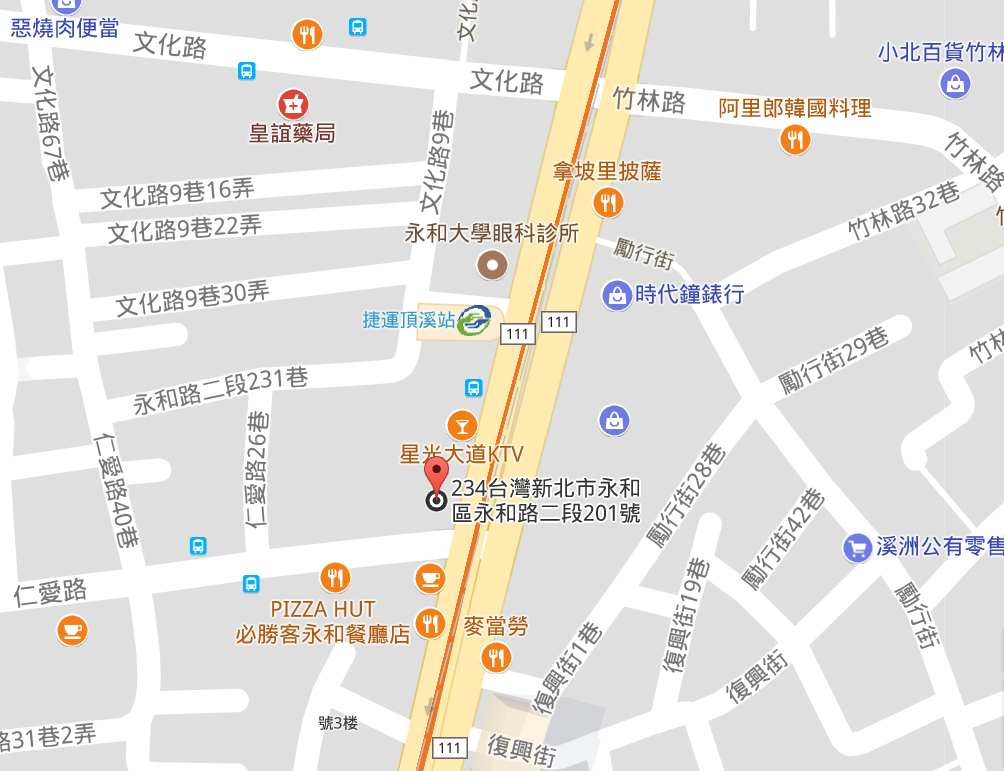 惡燒肉便當
文化路
文化
小北百貨竹林
文化路
竹林路
阿里郎韓國料理
文化路67巷
皇誼藥局
文化路9巷
竹林路
拿坡里披薩
文化路9巷16弄
竹林路32巷
竹
文化路9巷22弄
永和大學眼科診所
勵行街
文化路9巷30弄
時代鐘錶行
捷運頂溪站
111
111
竹林
勵行街29巷
永和路二段231巷
仁愛路26巷
星光大道KTV
仁愛路40巷
勵行街28巷
234台灣新北市永和
區永和路二段201號
勵行街42巷
溪洲公有零售
仁愛路
PIZZA HUT
必勝客永和餐廳店
麥當勞
復興街19巷
勵行街
復興街1巷
復興街
號3楼
路31巷2弄
111
復興街